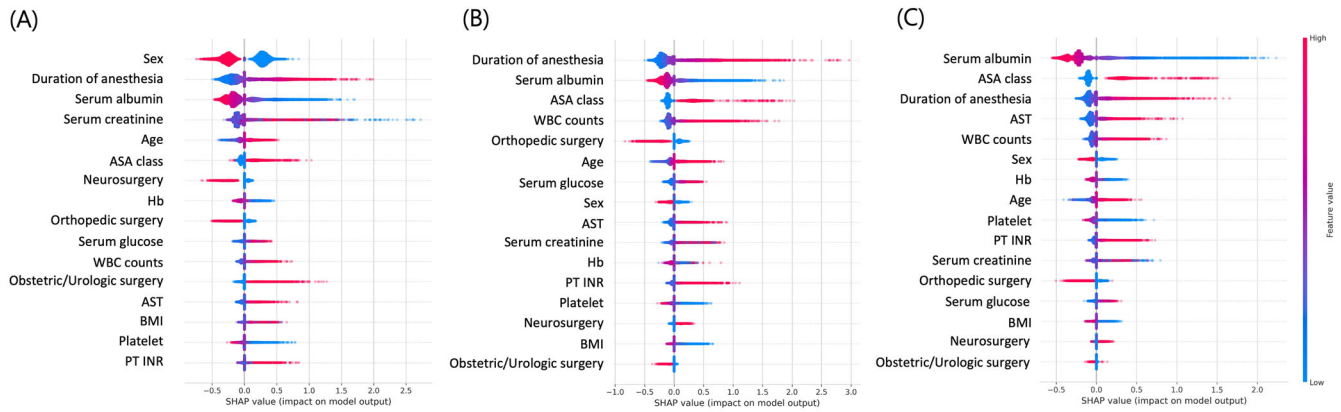 (A)
Sex
Duration of anesthesia
Serum albumin
Serum creatinine
Age
ASA class
Neurosurgery
Hb
Orthopedic surgery
Serum glucose
WBC counts
Obstetric/Urologic surgery
AST
BMI
Platelet
PT INR
−0.5 0.0 0.5 1.0 1.5 2.0 2.5
SHAP value (impact on model output)
(B)
Duration of anesthesia
Serum albumin
ASA class
WBC counts
Orthopedic surgery
Age
Serum glucose
Sex
AST
Serum creatinine
Hb
PT INR
Platelet
Neurosurgery
BMI
Obstetric/Urologic surgery
−1.0 −0.5 0.0 0.5 1.0 1.5 2.0 2.5 3.0
SHAP value (impact on model output)
(C)
Serum albumin
ASA class
Duration of anesthesia
AST
WBC counts
Sex
Hb
Age
Platelet
PT INR
Serum creatinine
Orthopedic surgery
Serum glucose
BMI
Neurosurgery
Obstetric/Urologic surgery
−0.5 0.0 0.5 1.0 1.5 2.0
SHAP value (impact on model output)
High
Feature value
Low